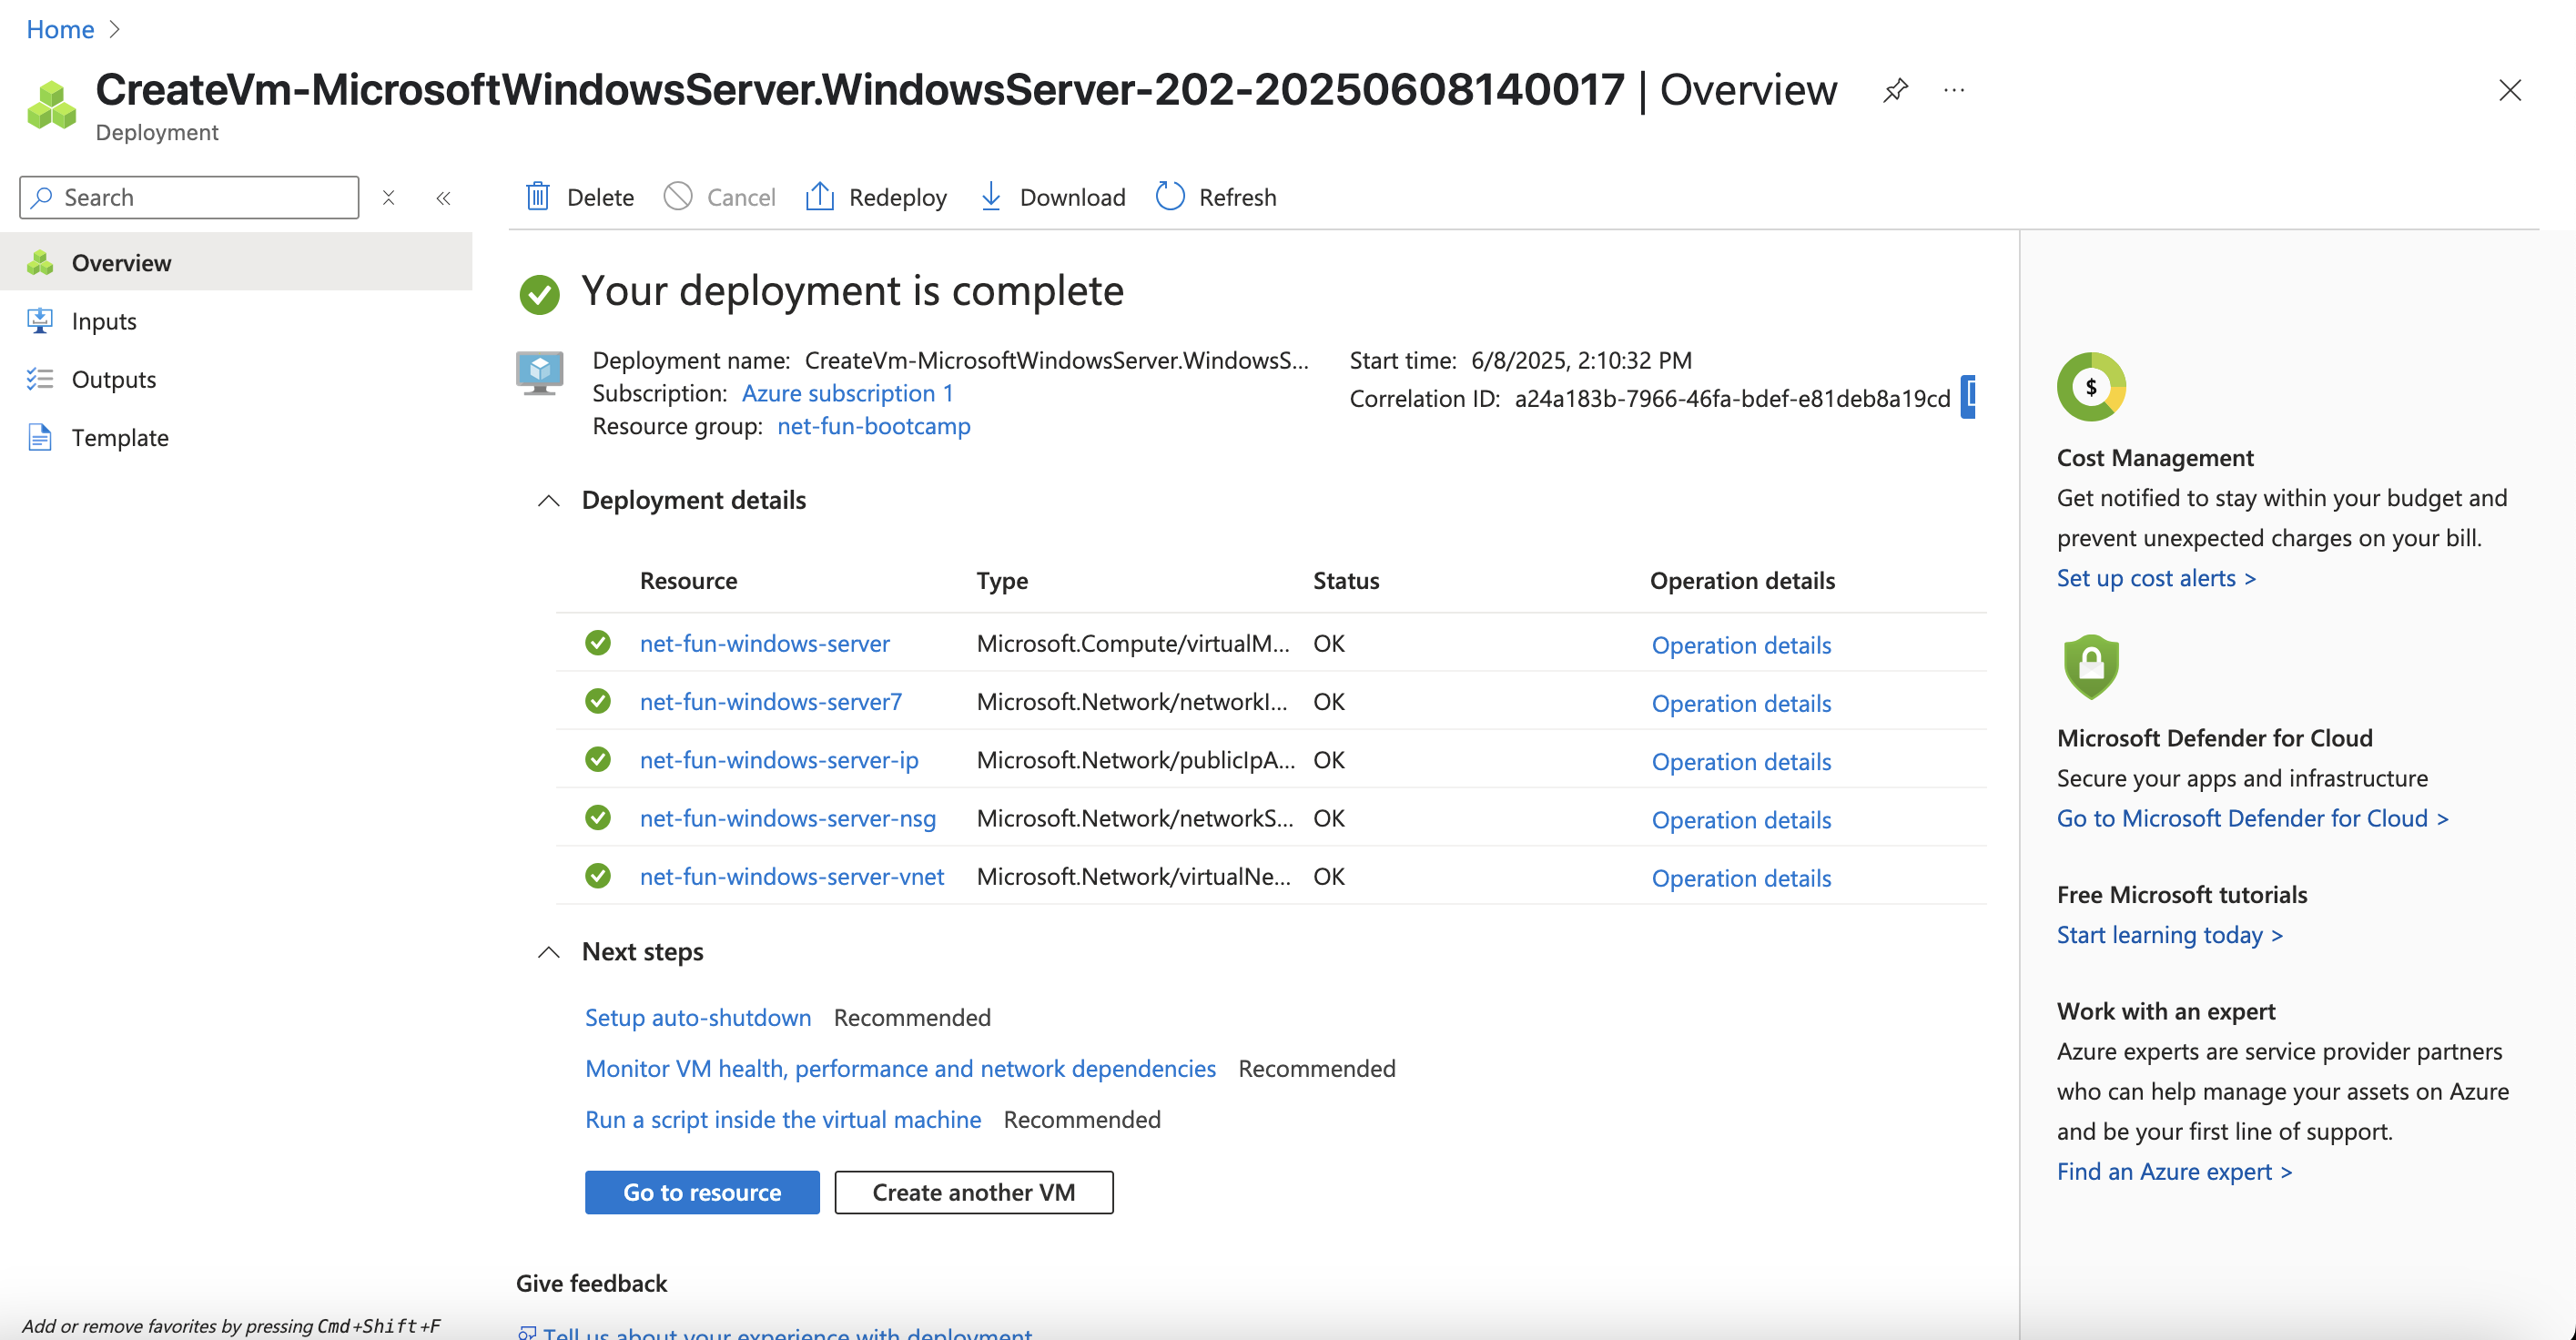 Home
CreateVm-MicrosoftWindowsServer.WindowsServer-202-20250608140017 | Overview ...
Deployment
Search
Delete Cancel Redeploy Download Refresh
Overview
Inputs
Outputs
Template
Your deployment is complete
Deployment name: CreateVm-MicrosoftWindowsServer.WindowsS...
Subscription: Azure subscription 1
Resource group: net-fun-bootcamp
Start time: 6/8/2025, 2:10:32 PM
Correlation ID: a24a183b-7966-46fa-bdef-e81deb8a19cd
Deployment details
Resource Type Status Operation details
net-fun-windows-server Microsoft.Compute/virtualM... OK Operation details
net-fun-windows-server7 Microsoft.Network/networkI... OK Operation details
net-fun-windows-server-ip Microsoft.Network/publicIpA... OK Operation details
net-fun-windows-server-nsg Microsoft.Network/networkS... OK Operation details
net-fun-windows-server-vnet Microsoft.Network/virtualNe... OK Operation details
Next steps
Setup auto-shutdown Recommended
Monitor VM health, performance and network dependencies Recommended
Run a script inside the virtual machine Recommended
Go to resource Create another VM
Give feedback
Tell us about your experience with deployment
$
Cost Management
Get notified to stay within your budget and
prevent unexpected charges on your bill.
Set up cost alerts >
Microsoft Defender for Cloud
Secure your apps and infrastructure
Go to Microsoft Defender for Cloud >
Free Microsoft tutorials
Start learning today >
Work with an expert
Azure experts are service provider partners
who can help manage your assets on Azure
and be your first line of support.
Find an Azure expert >
Add or remove favorites by pressing Cmd+Shift+F